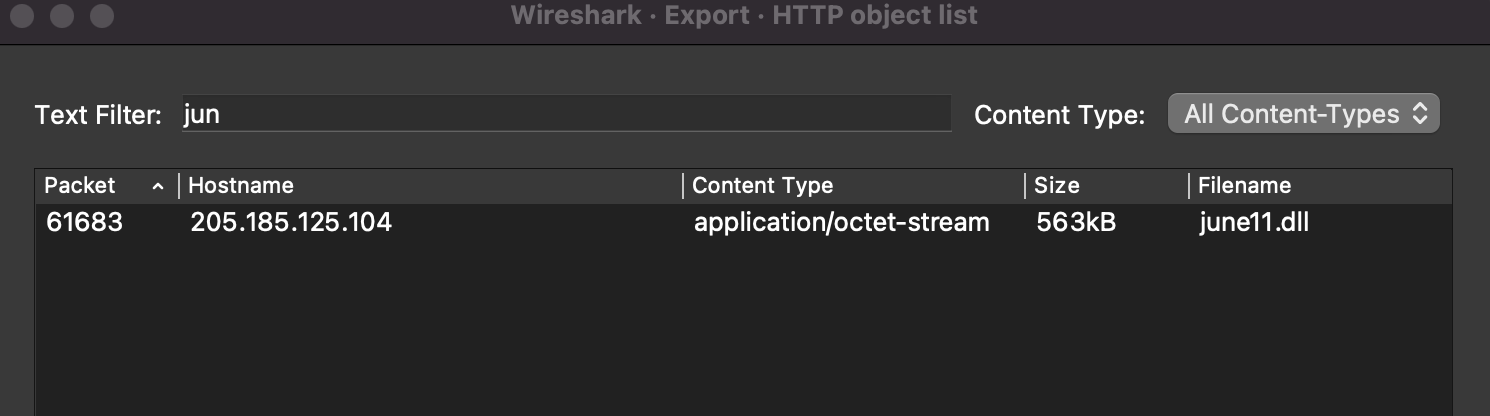 Wireshark · Export · HTTP object list
Text Filter: jun Content Type: All Content-Types
Packet Hostname Content Type Size Filename
61683 205.185.125.104 application/octet-stream 563kB june11.dll